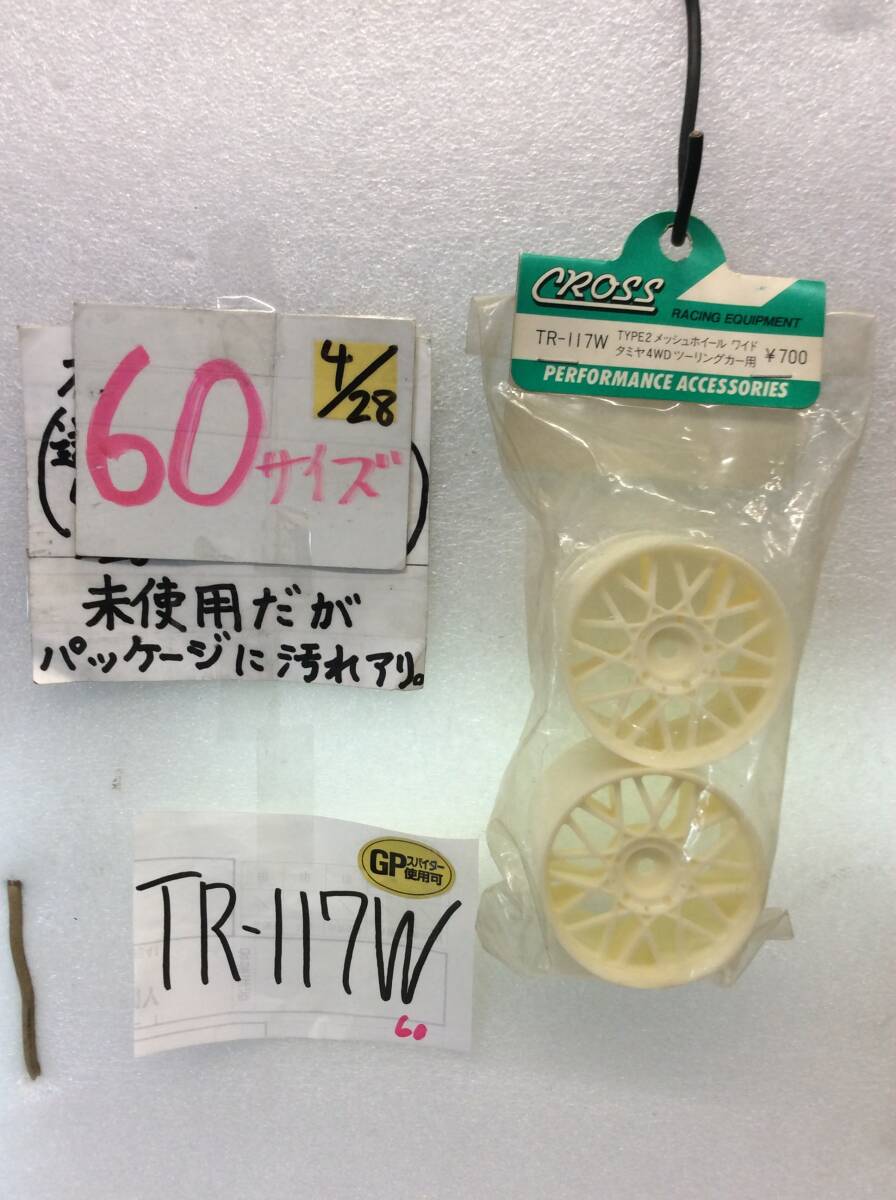 CROSS
RACING EQUIPMENT
TR-117W TYPE2 メッシュホイール ワイド
タミヤ4WDツーリングカー用 ¥700
PERFORMANCE ACCESSORIES
4/28
60サイズ
未使用だが
パッケージに汚れアリ。
GPスパイダー
使用可
TR-117W
60